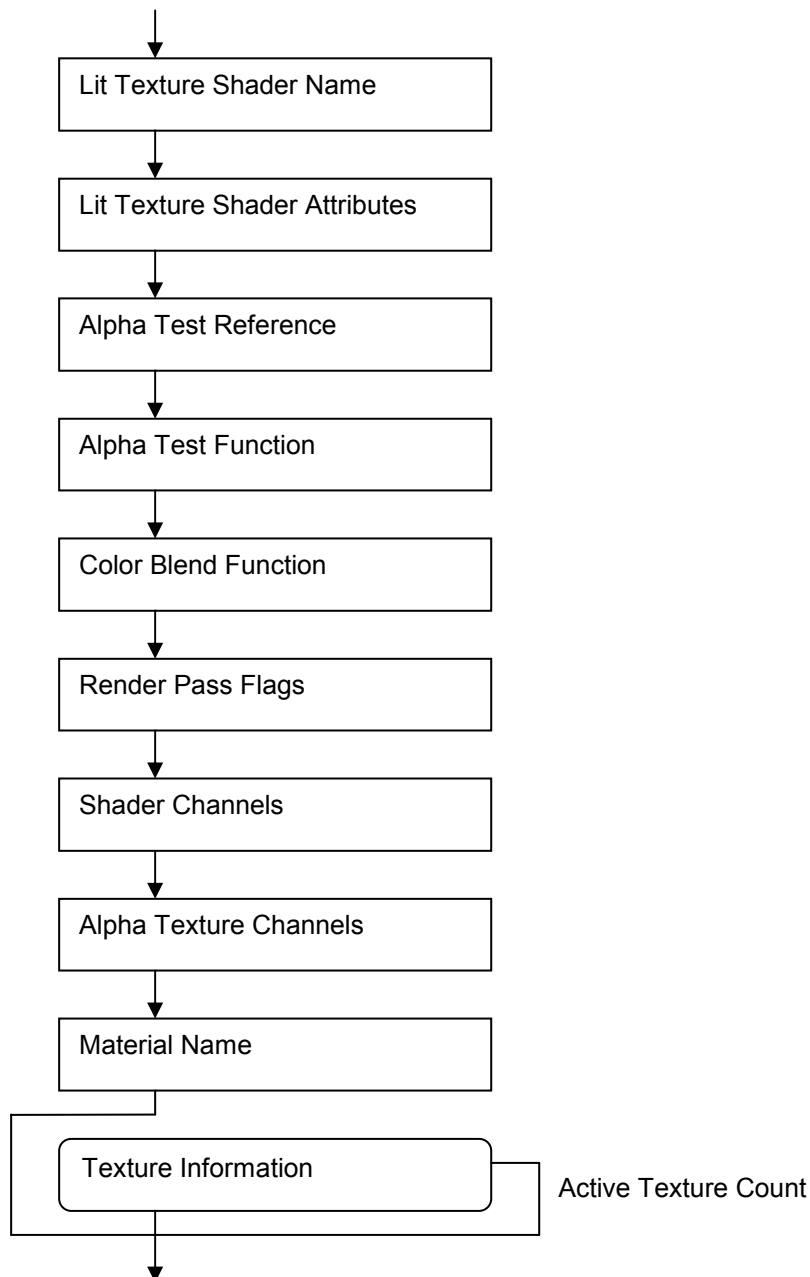 Lit Texture Shader Name
Lit Texture Shader Attributes
Alpha Test Reference
Alpha Test Function
Color Blend Function
Render Pass Flags
Shader Channels
Alpha Texture Channels
Material Name
Texture Information
Active Texture Count